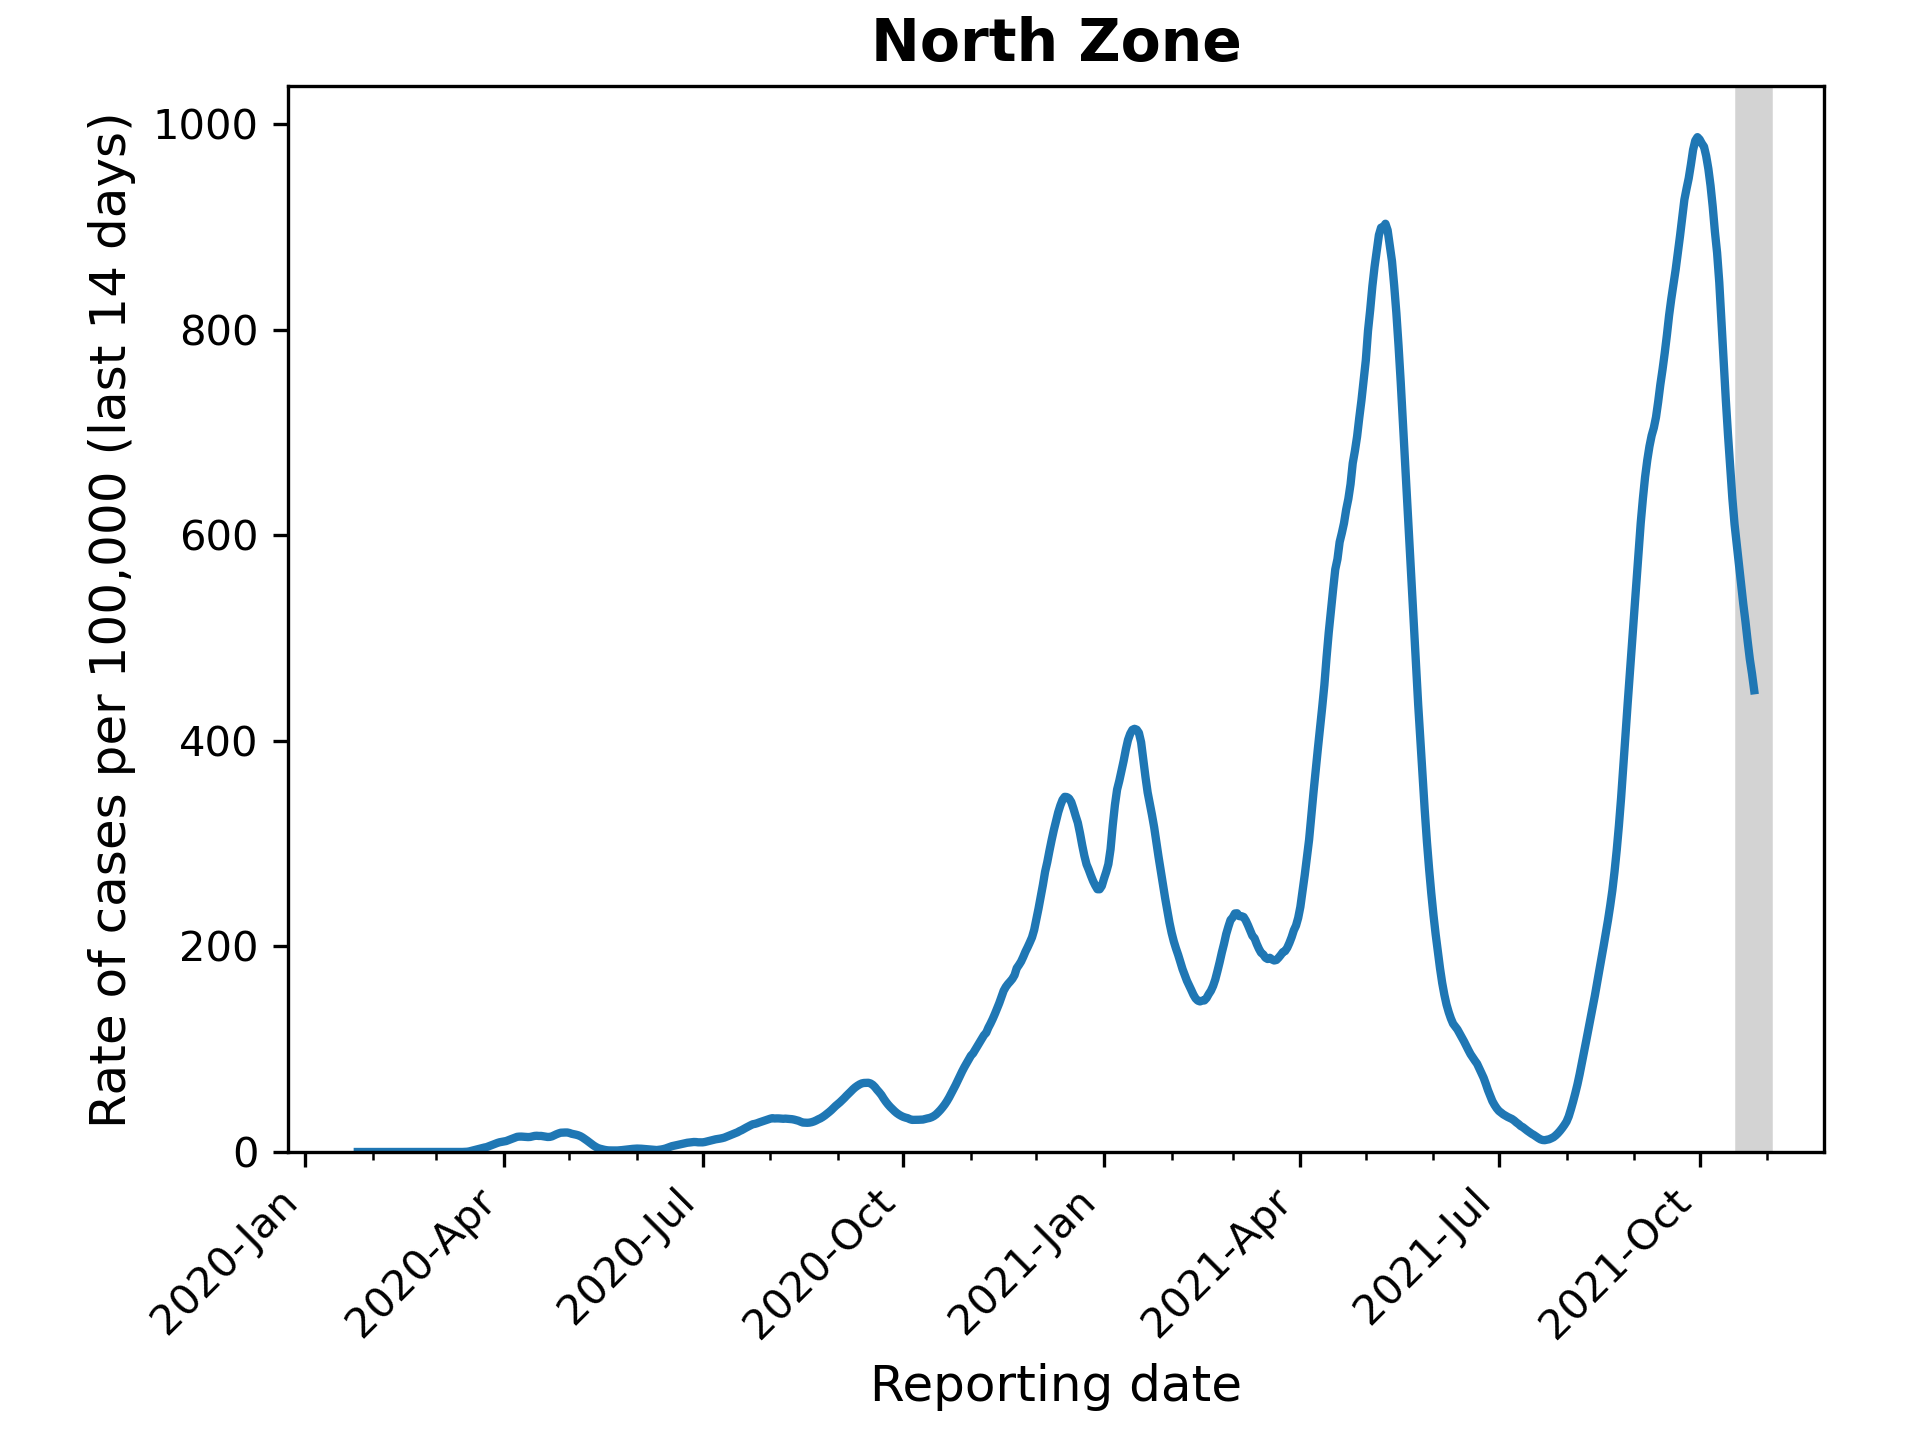 North Zone
Rate of cases per 100,000 (last 14 days)
1000
800
600
400
200
0
2020-Jan
2020-Apr
2020-Jul
2020-Oct
2021-Jan
2021-Apr
2021-Jul
2021-Oct
Reporting date